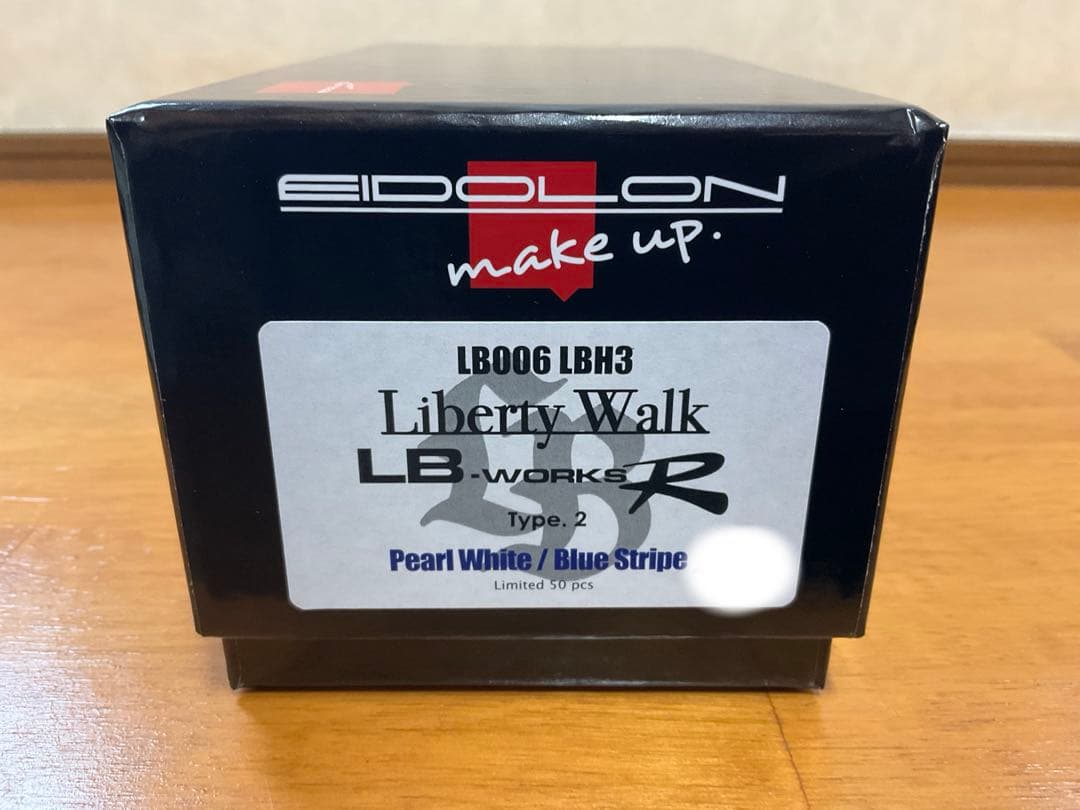 EIDOLON
make up.
LB006 LBH3
Liberty Walk
LB-WORKS R
Type. 2
Pearl White / Blue Stripe
Limited 50 pcs